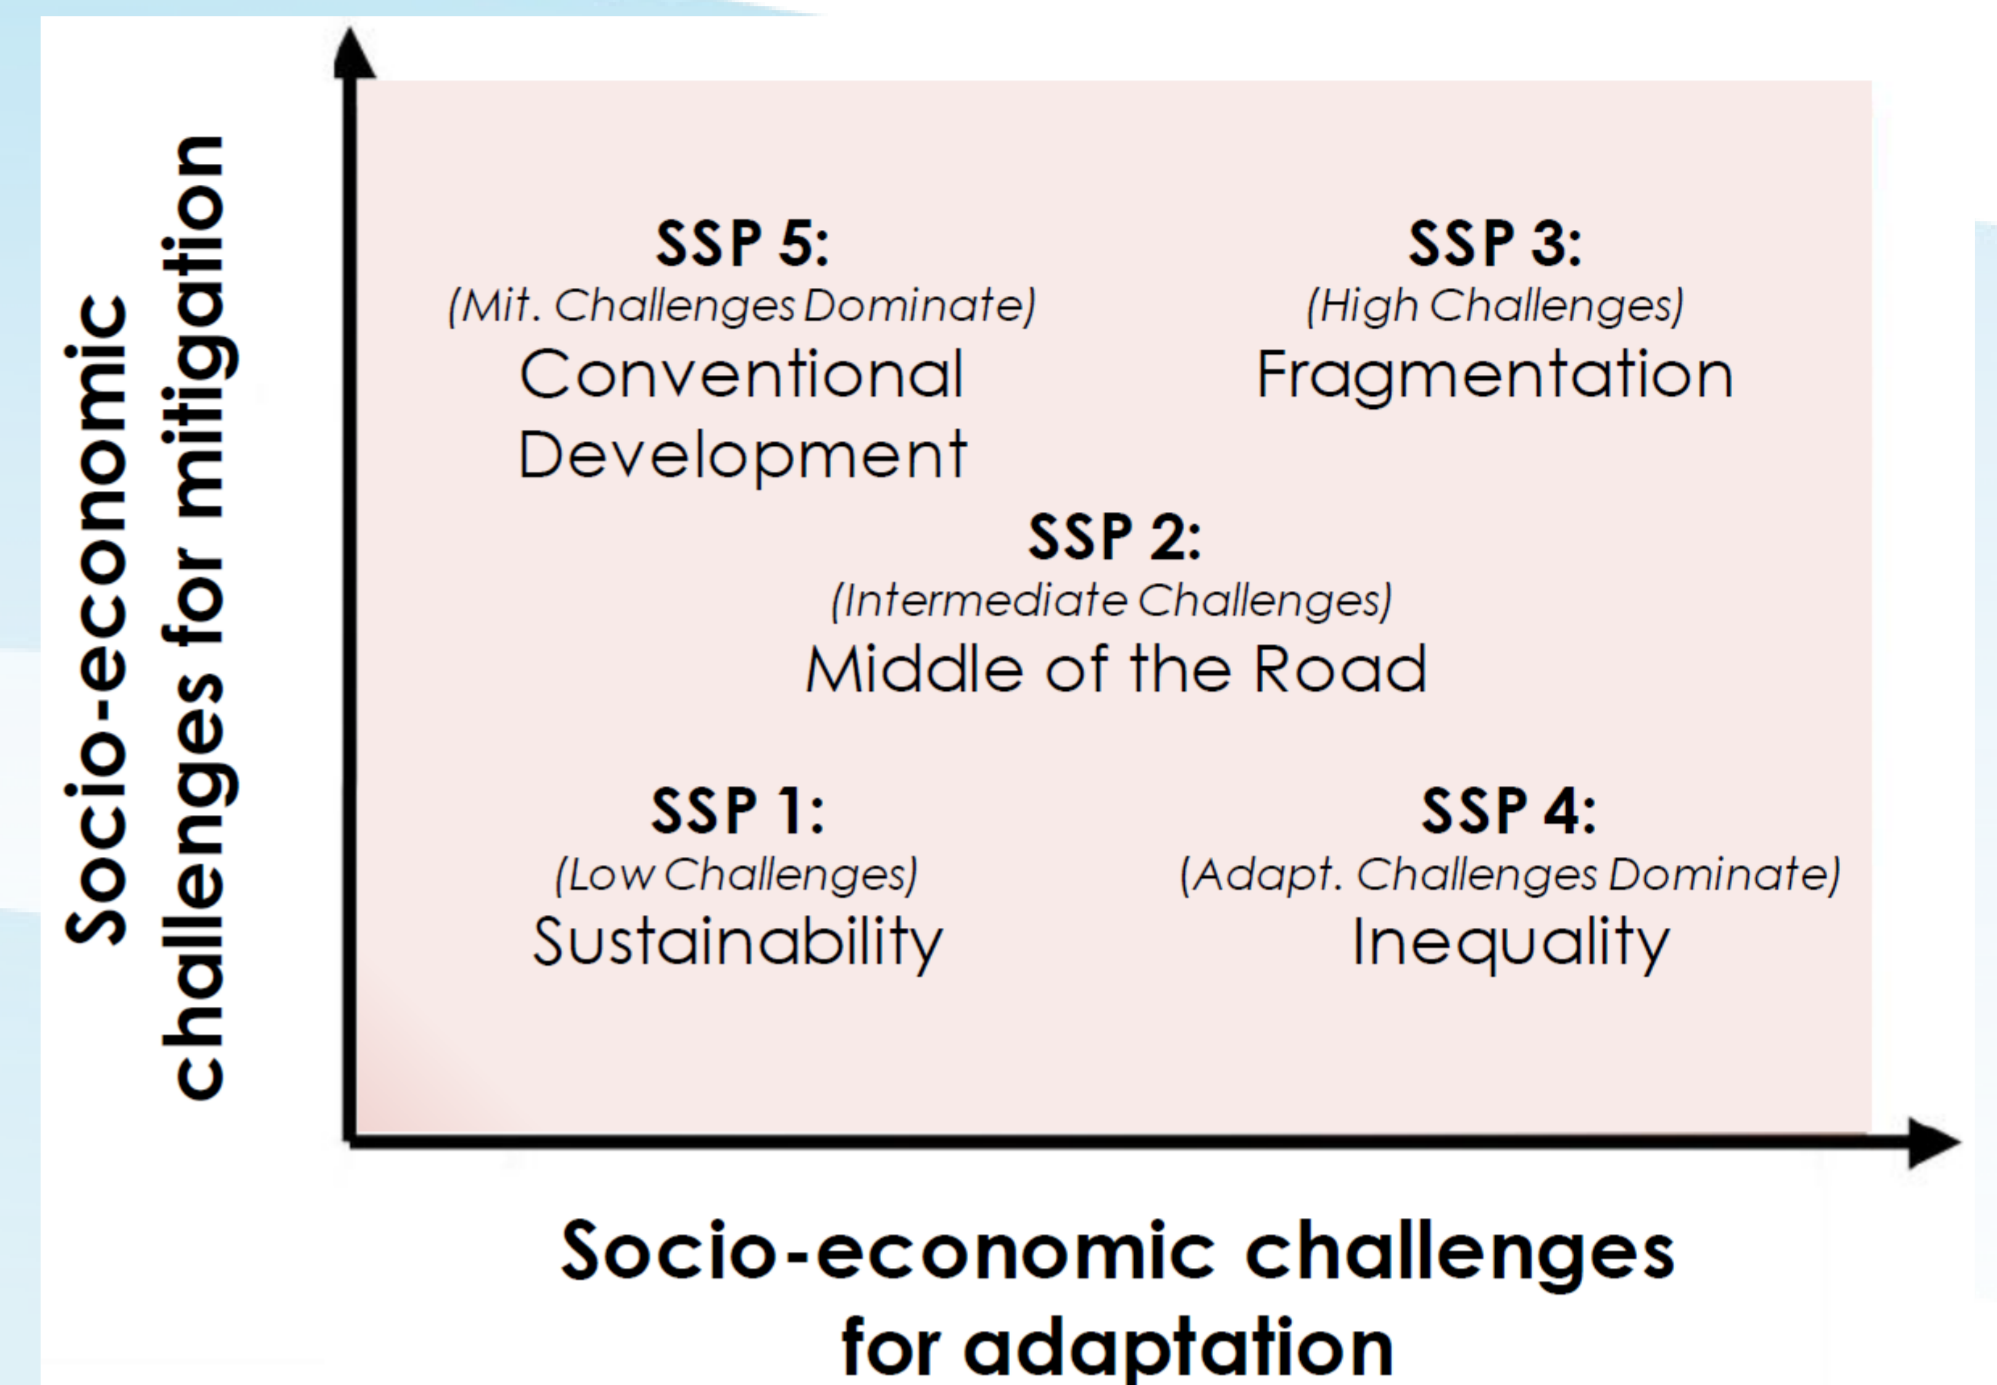 Socio-economic
challenges for mitigation
SSP 5:
(Mit. Challenges Dominate)
Conventional
Development
SSP 3:
(High Challenges)
Fragmentation
SSP 2:
(Intermediate Challenges)
Middle of the Road
SSP 1:
(Low Challenges)
Sustainability
SSP 4:
(Adapt. Challenges Dominate)
Inequality
Socio-economic challenges
for adaptation